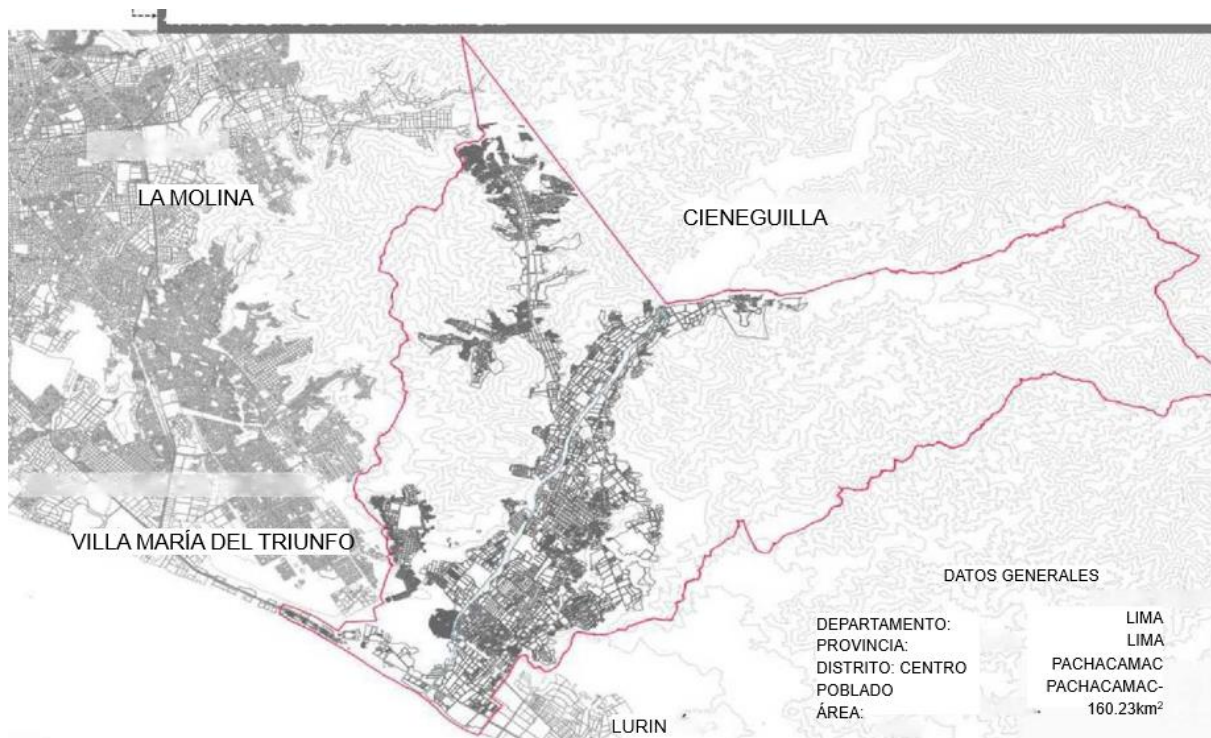 LA MOLINA
CIENEGUILLA
VILLA MARÍA DEL TRIUNFO
LURIN
DATOS GENERALES
DEPARTAMENTO: LIMA
PROVINCIA: LIMA
DISTRITO: CENTRO PACHACAMAC
POBLADO PACHACAMAC-
ÁREA: 160.23km²